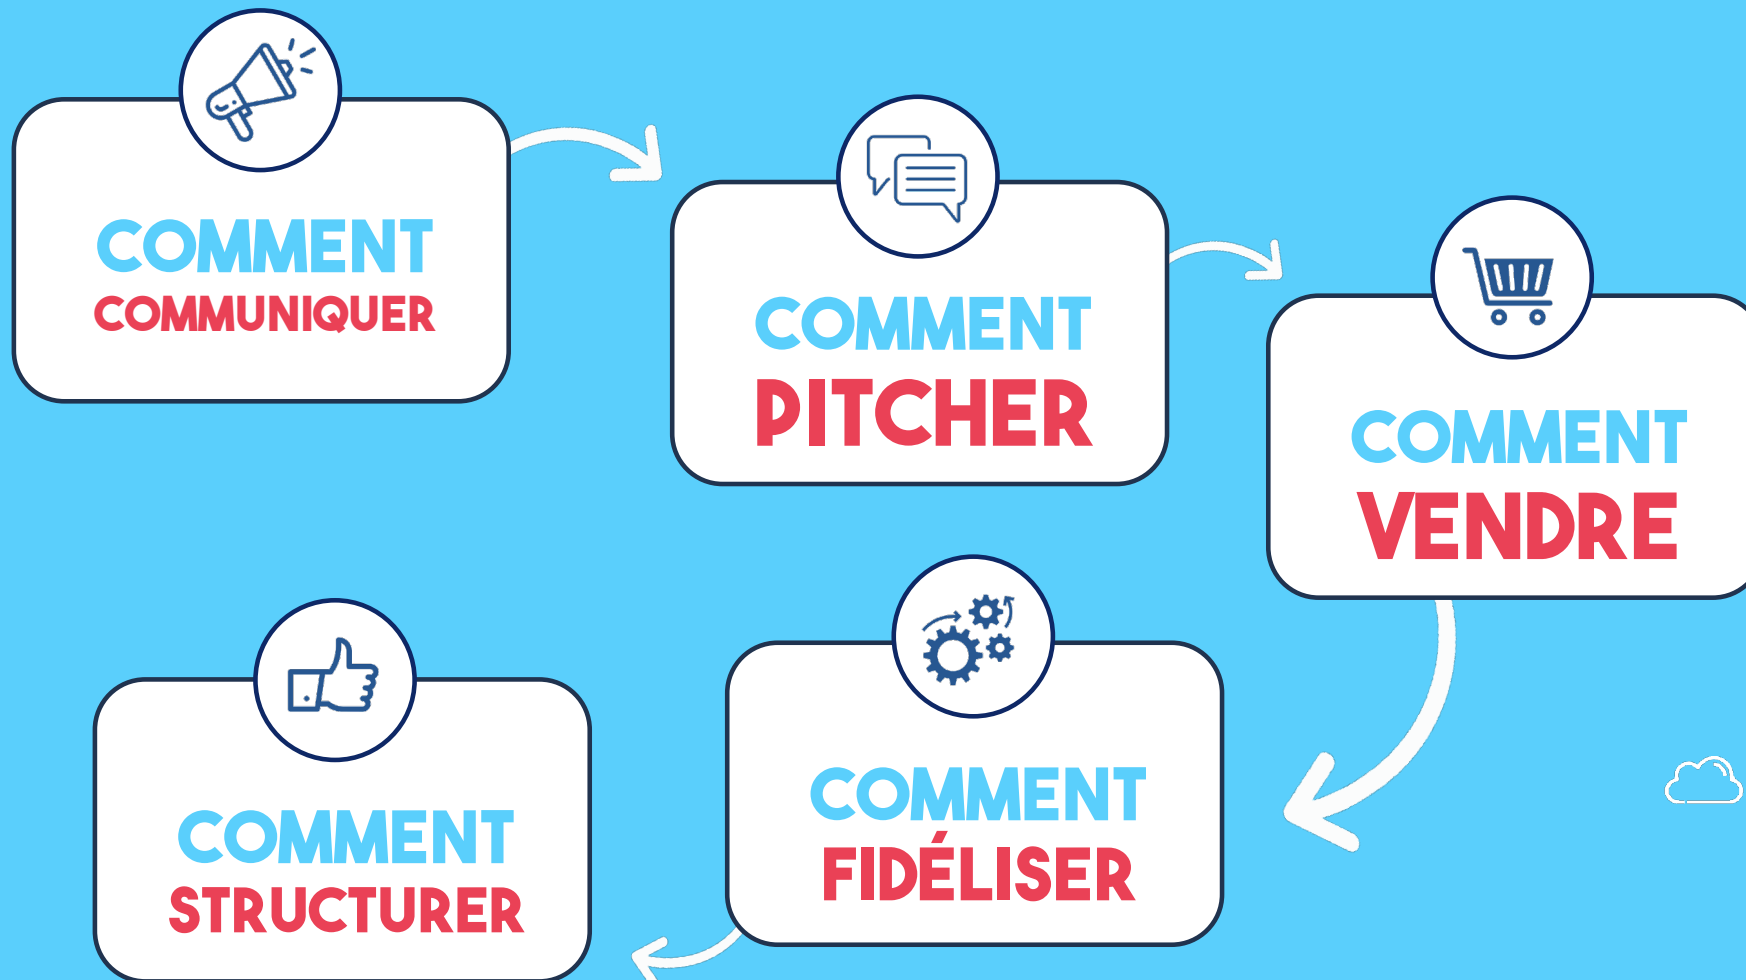 COMMENT
COMMUNIQUER
COMMENT
PITCHER
COMMENT
VENDRE
COMMENT
FIDÉLISER
COMMENT
STRUCTURER